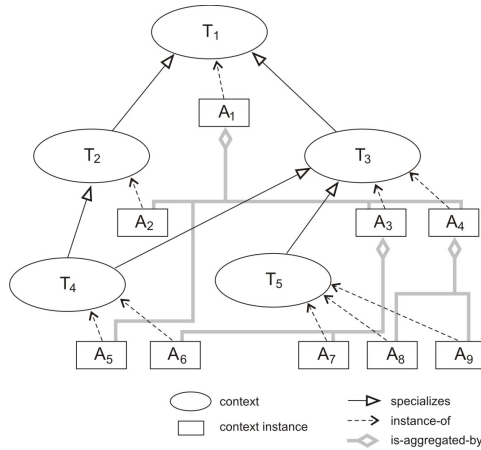 T1
A1
T2
T3
A2
A3
A4
T4
T5
A5
A6
A7
A8
A9
context
specializes
instance-of
context instance
is-aggregated-by